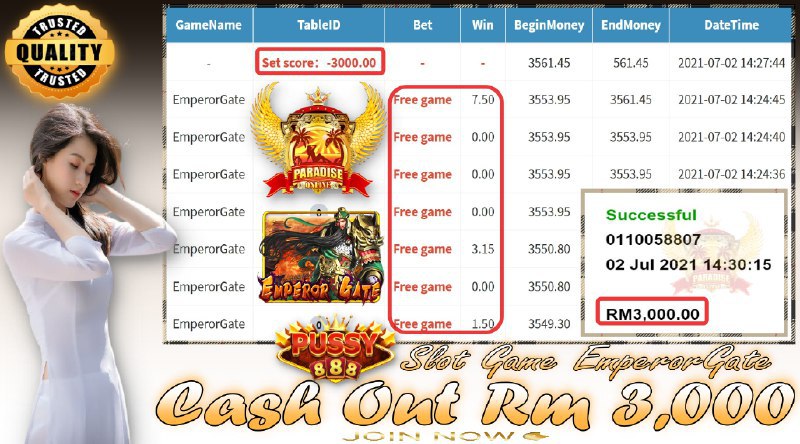 TRUSTED
QUALITY
TRUSTED
GameName TableID Bet Win BeginMoney EndMoney DateTime
- Set score: -3000.00 - - 3561.45 561.45 2021-07-02 14:27:44
EmperorGate Free game 7.50 3553.95 3561.45 2021-07-02 14:24:45
EmperorGate Free game 0.00 3553.95 3553.95 2021-07-02 14:24:40
EmperorGate Free game 0.00 3553.95 3553.95 2021-07-02 14:24:36
PARADISE
ONLINE
EmperorGate 0 Free game 0.00 3553.95
EmperorGate Free game 3.15 3550.80
EmperorGate Free game 0.00 3550.80
EMPEROR GATE
EmperorGate 0 Free game 1.50 3549.30
Successful
0110058807
02 Jul 2021 14:30:15
RM3,000.00
PARADISE
PUSSY
888
Slot Game EmperorGate
Cash Out Rm 3,000
JOIN NOW